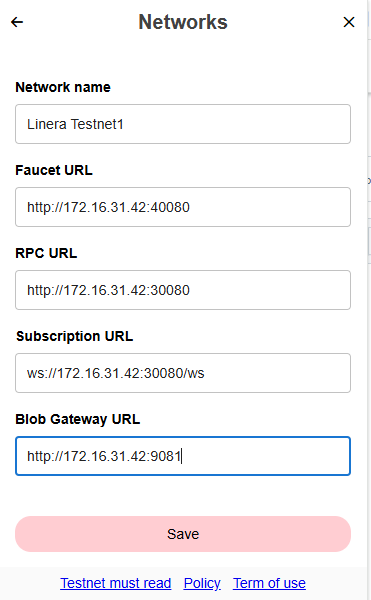 Networks
Network name
Linera Testnet1
Faucet URL
http://172.16.31.42:40080
RPC URL
http://172.16.31.42:30080
Subscription URL
ws://172.16.31.42:30080/ws
Blob Gateway URL
http://172.16.31.42:9081
Save
Testnet must read Policy Term of use